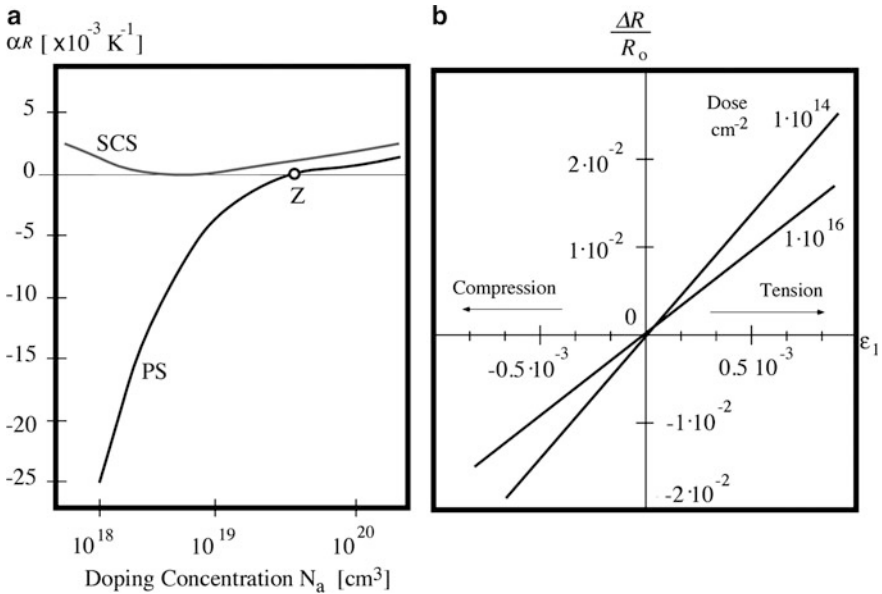 a
αR [ x10⁻³ K⁻¹]
5
0
-5
-10
-15
-20
-25
SCS
Z
PS
10¹⁸
10¹⁹
10²⁰
Doping Concentration Nₐ [cm³]
b
ΔR
Rₒ
Dose
cm⁻²
1·10¹⁴
1·10¹⁶
2·10⁻²
1·10⁻²
Compression
Tension
0
ε₁
-0.5·10⁻³
0.5 10⁻³
-1·10⁻²
-2·10⁻²